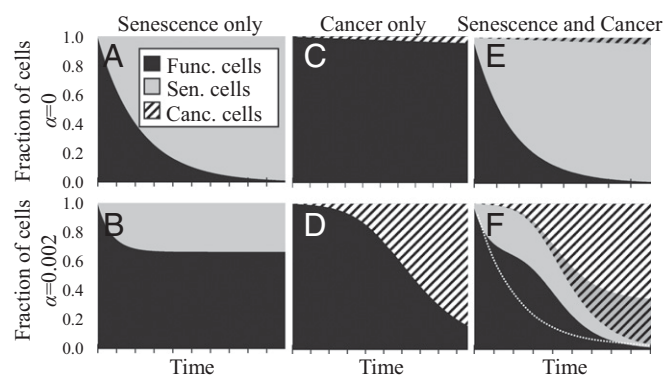 Senescence only
Cancer only
Senescence and Cancer
Fraction of cells
α=0
1.0
0.8
0.6
0.4
0.2
0.0
A
Func. cells
Sen. cells
Canc. cells
C
E
Fraction of cells
α=0.002
1.0
0.8
0.6
0.4
0.2
0.0
B
D
F
Time
Time
Time